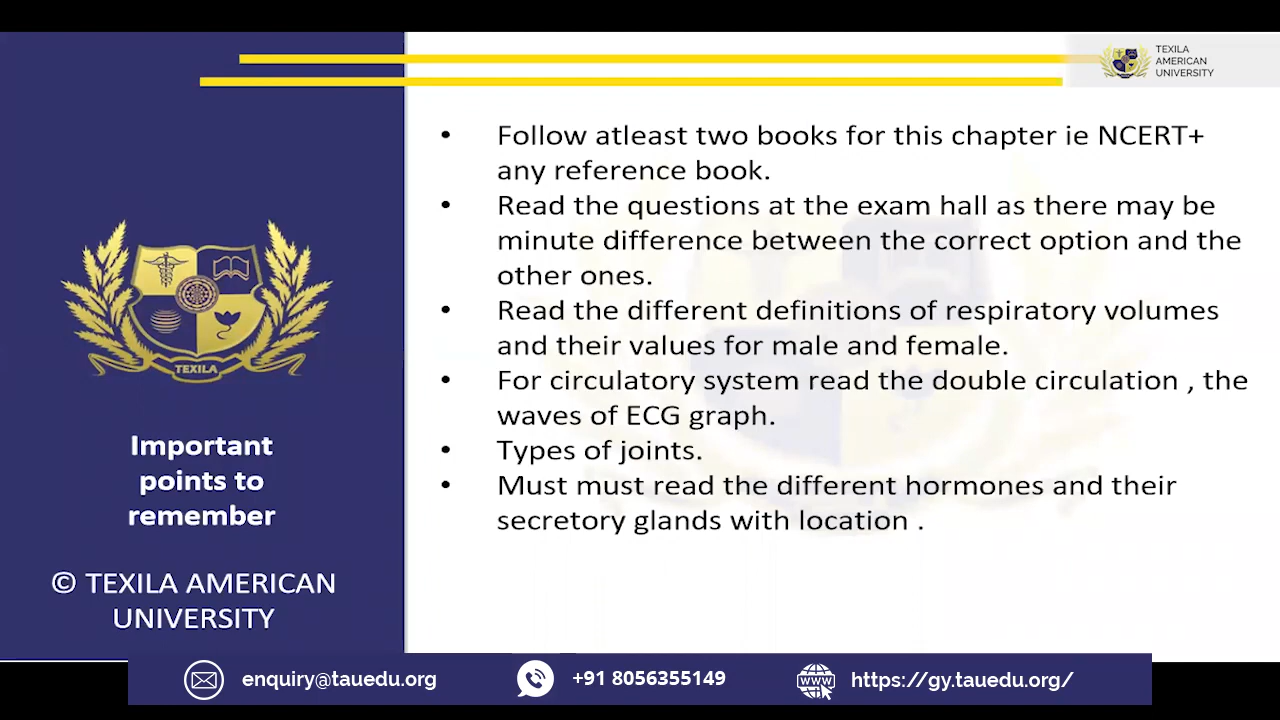 TEXILA
AMERICAN
UNIVERSITY
TEXILA
Important
points to
remember
© TEXILA AMERICAN
UNIVERSITY
• Follow atleast two books for this chapter ie NCERT+
any reference book.
• Read the questions at the exam hall as there may be
minute difference between the correct option and the
other ones.
• Read the different definitions of respiratory volumes
and their values for male and female.
• For circulatory system read the double circulation , the
waves of ECG graph.
• Types of joints.
• Must must read the different hormones and their
secretory glands with location .
enquiry@tauedu.org
+91 8056355149
WWW
https://gy.tauedu.org/